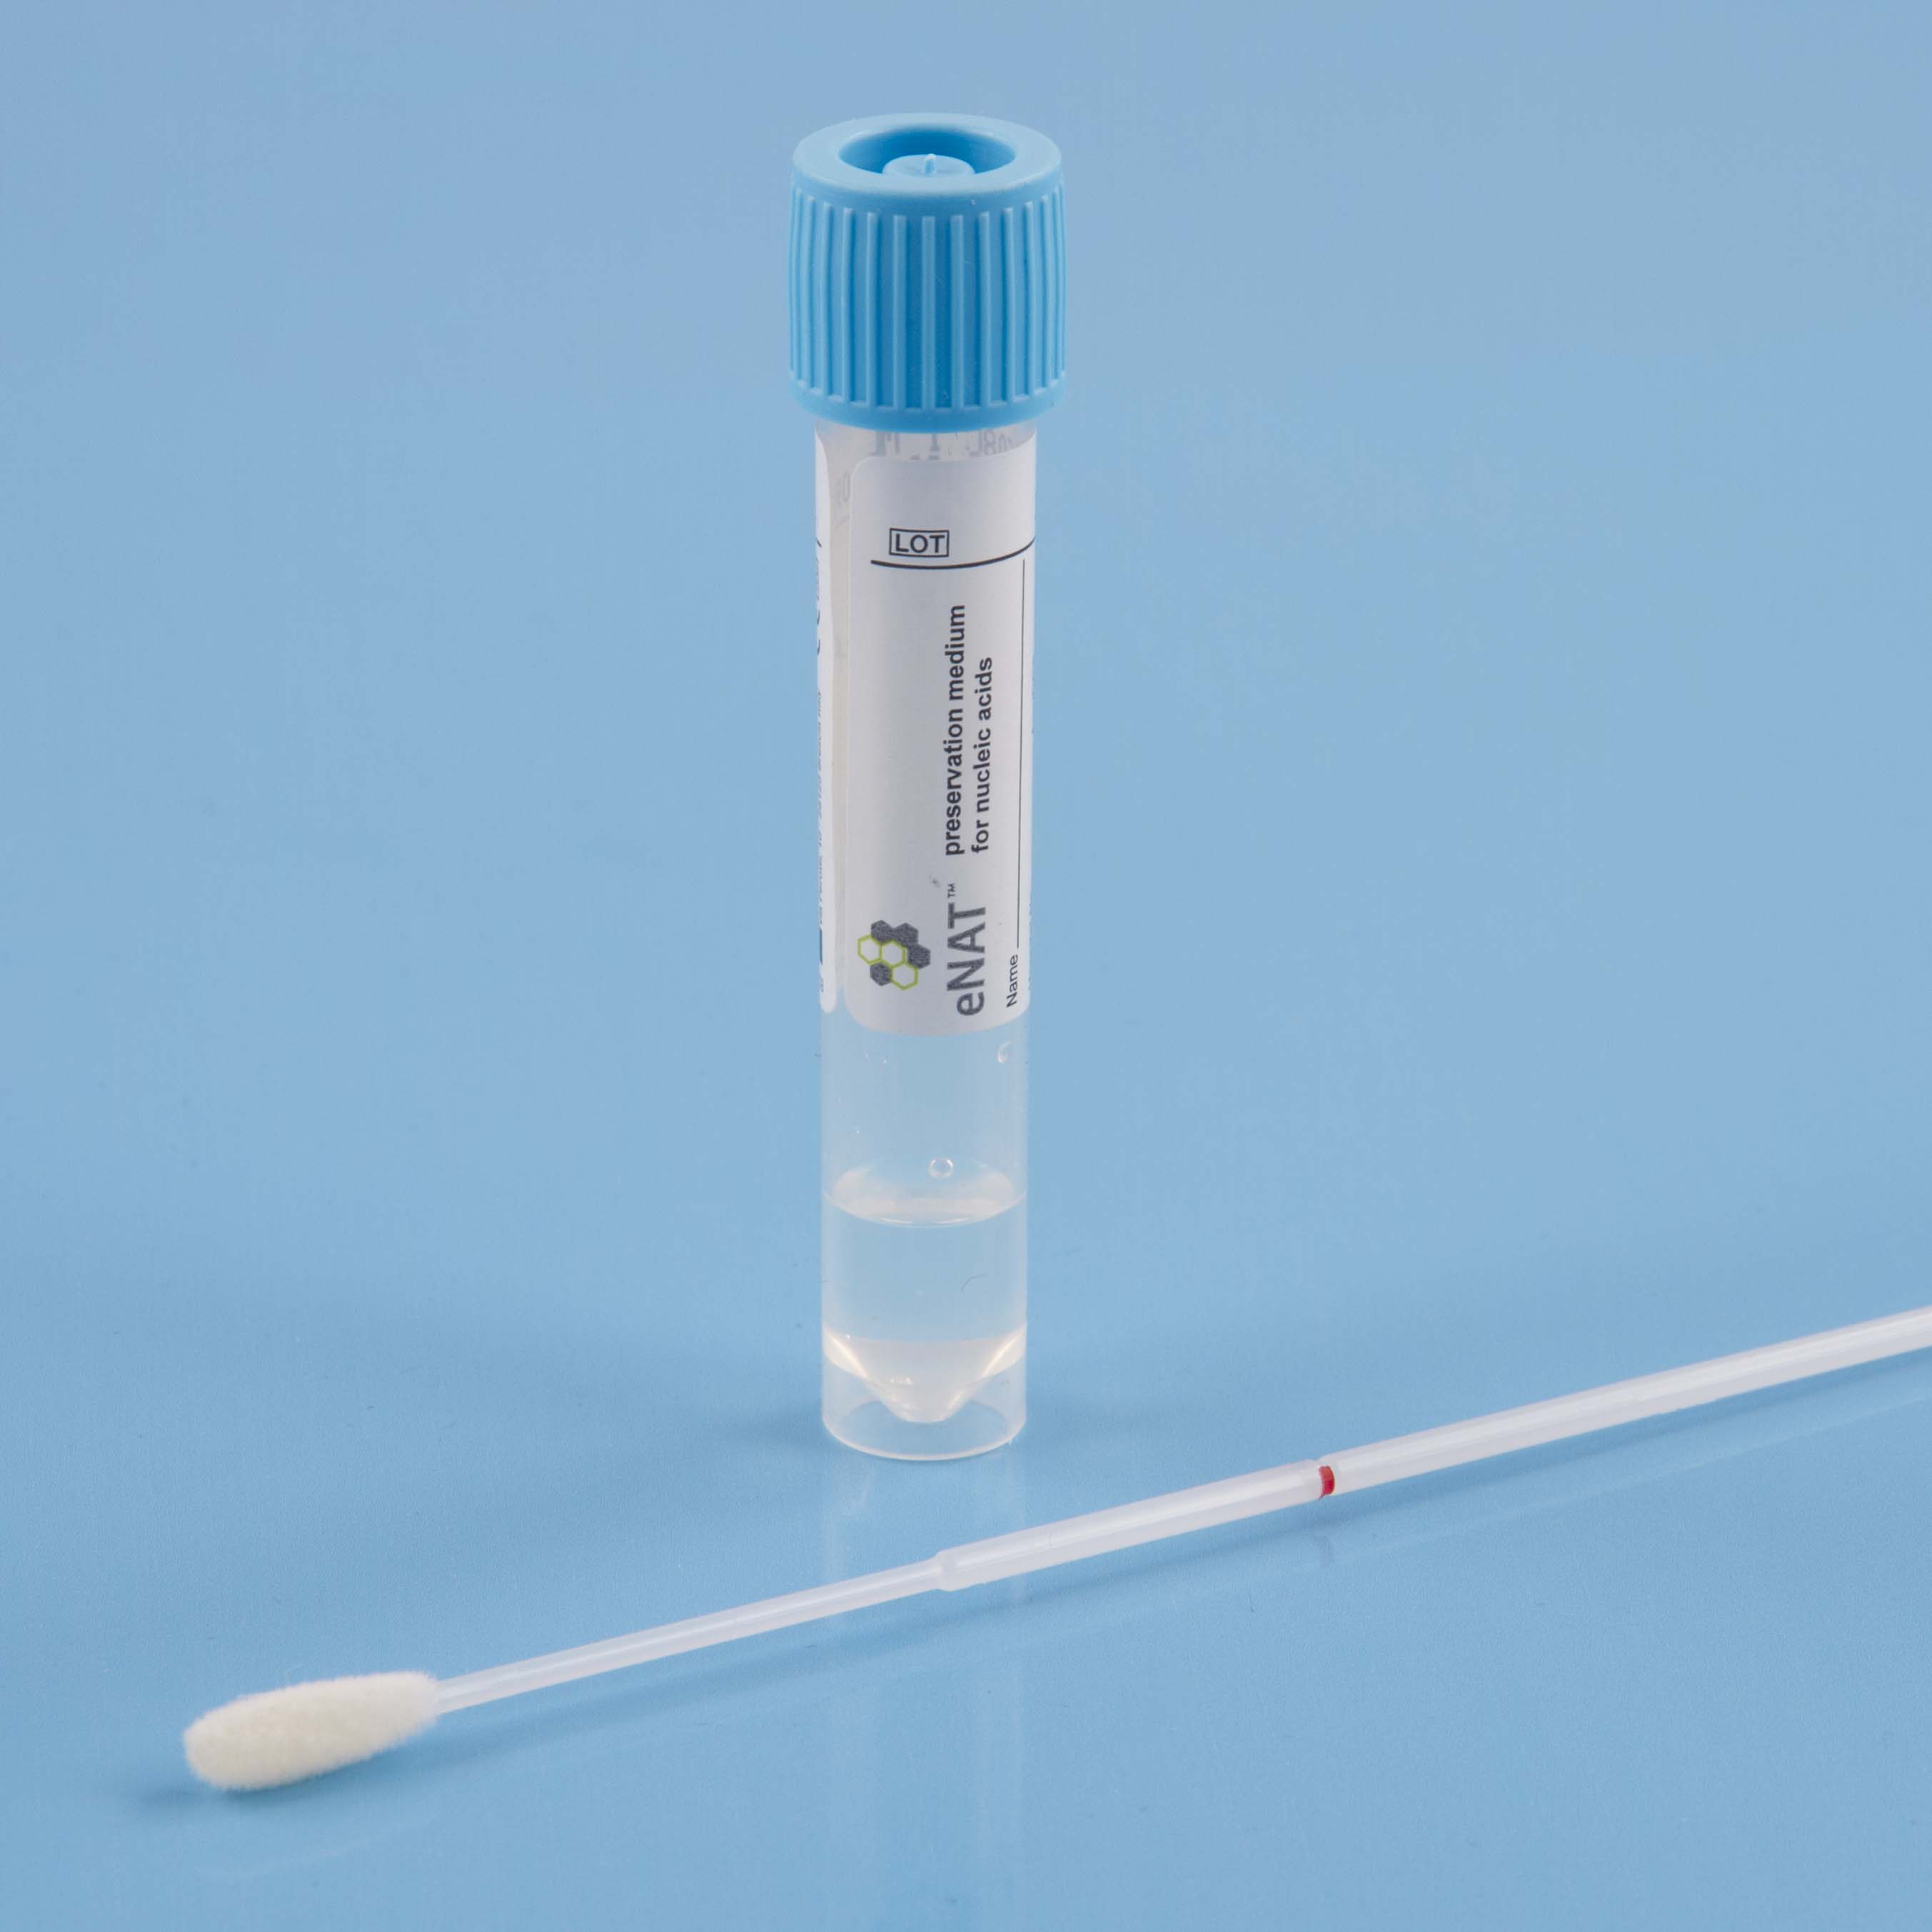 LOT
eNAT™
preservation medium
for nucleic acids
Name